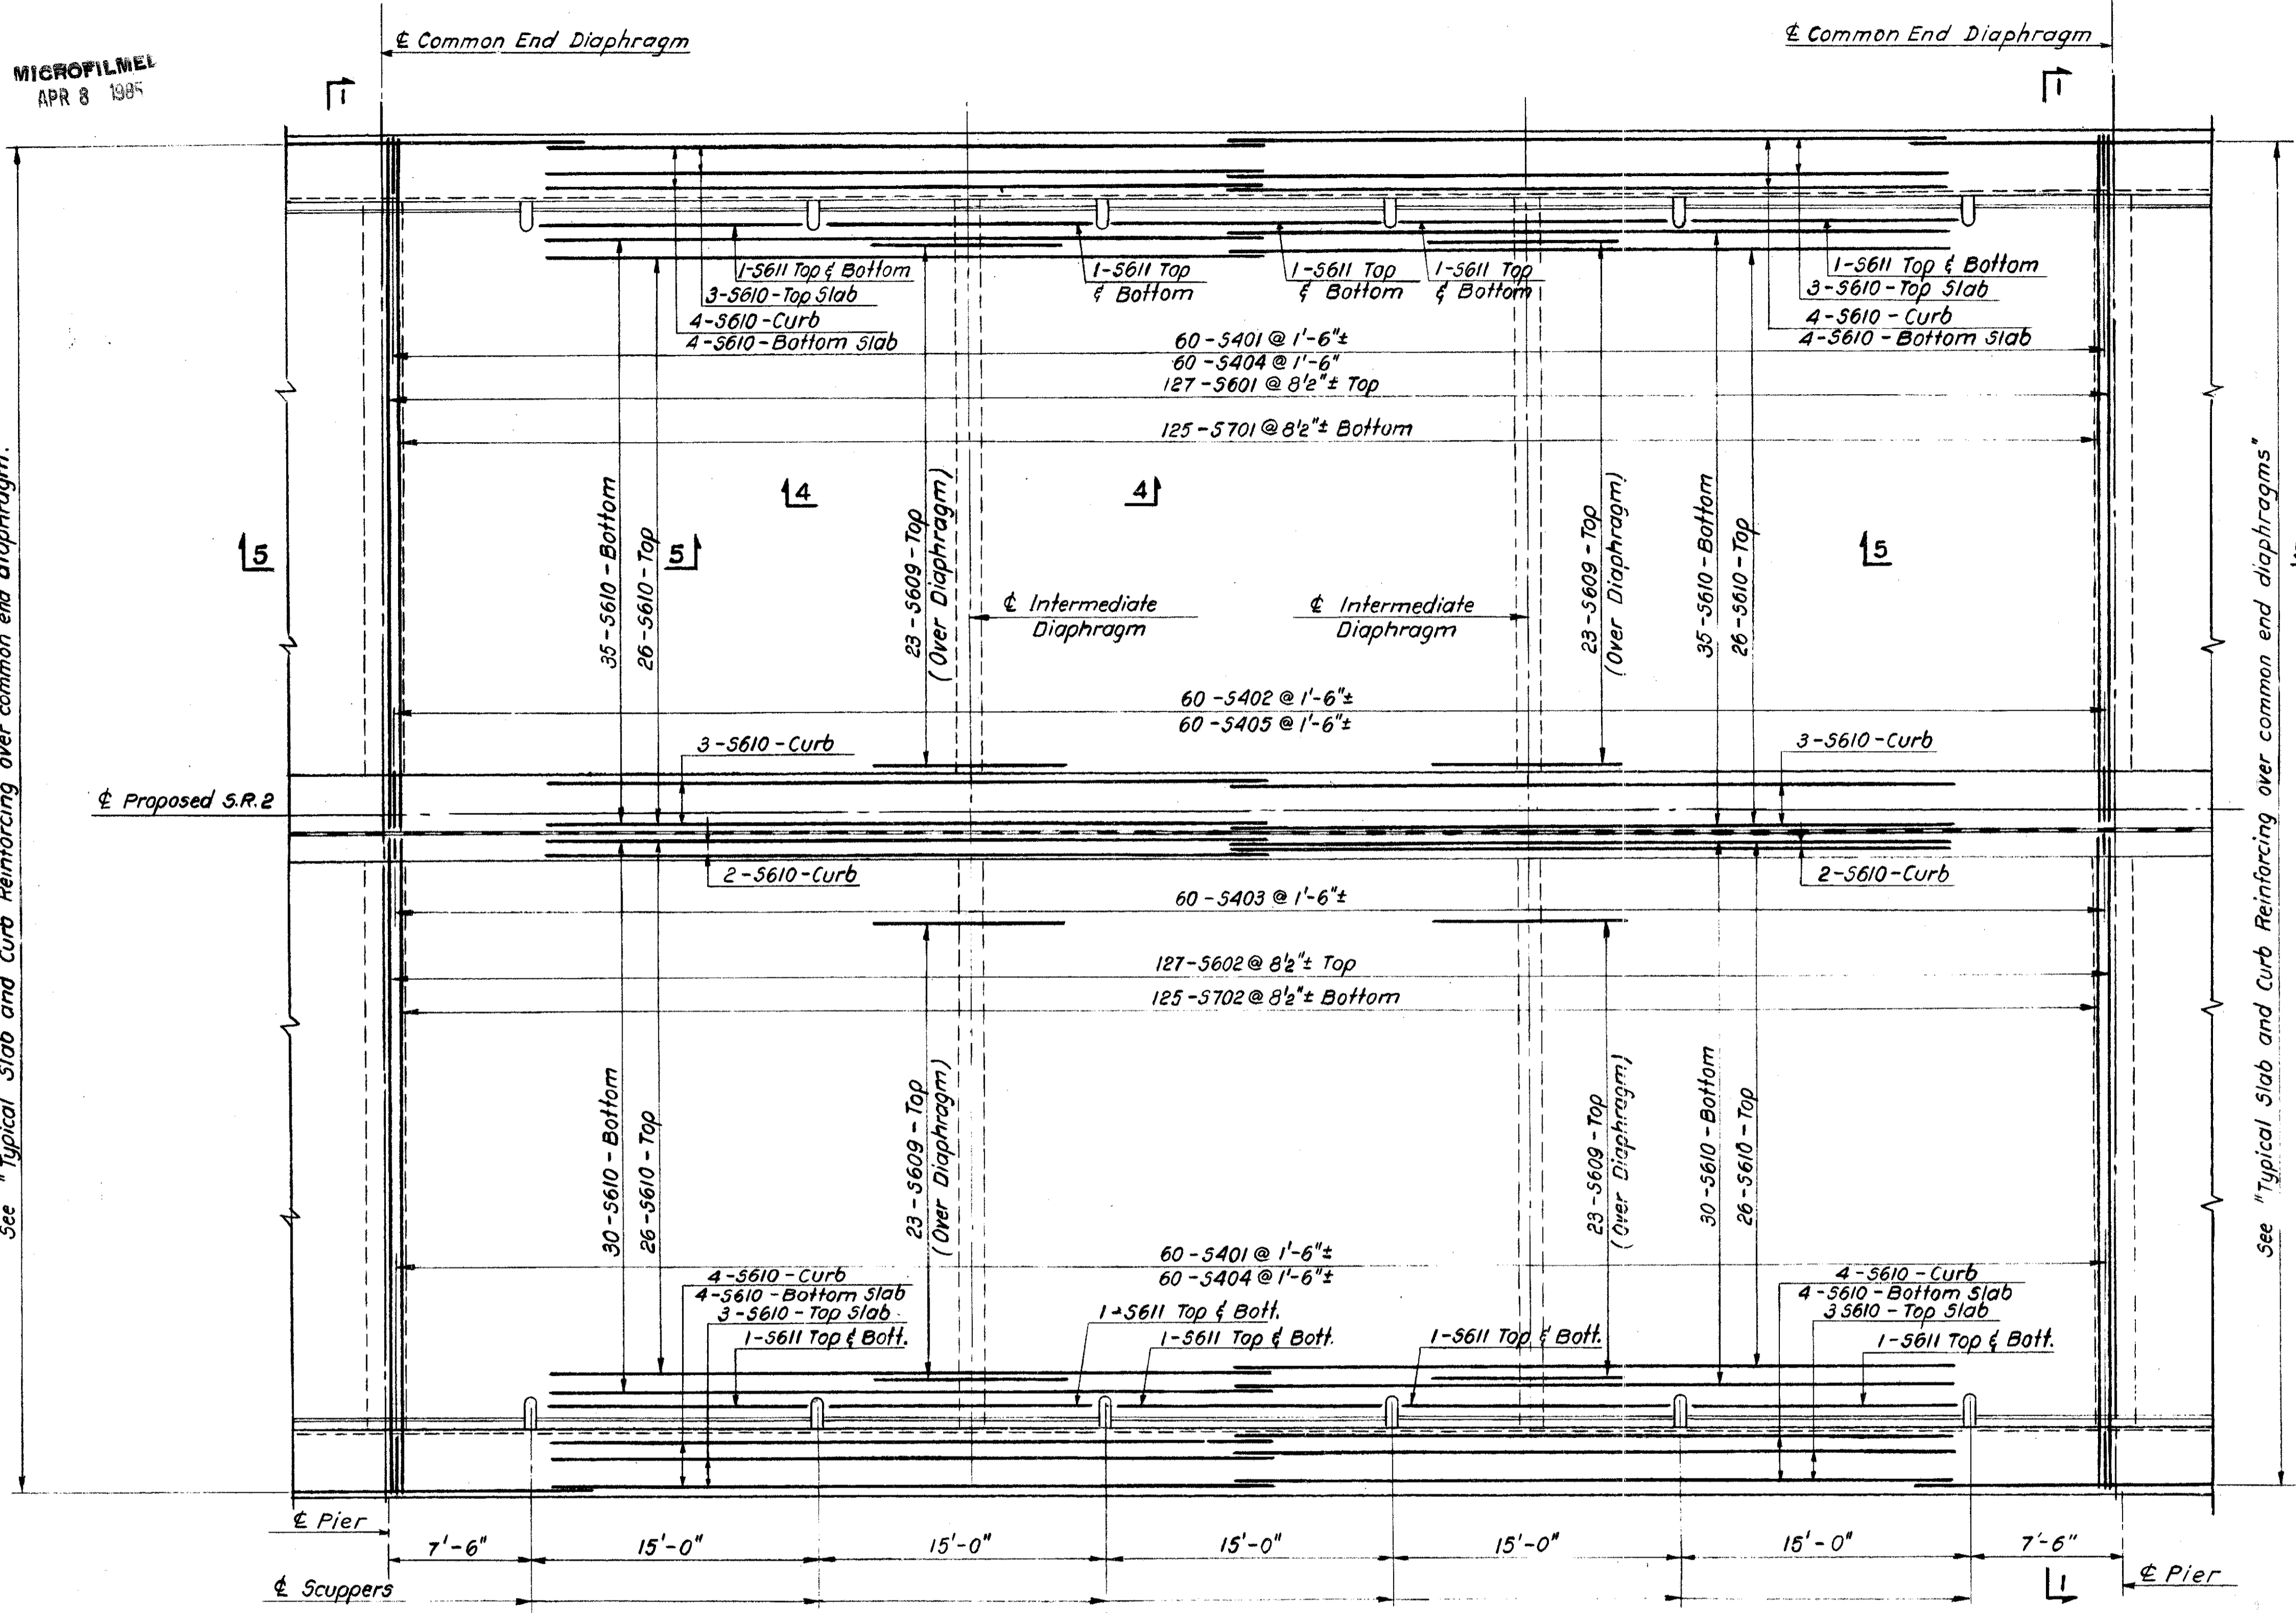 MICROFILMED
APR 8 1985
℄ Common End Diaphragm
℄ Common End Diaphragm
1
1
1-S611 Top & Bottom
3-S610-Top Slab
4-S610-Curb
4-S610-Bottom Slab
1-S611 Top
& Bottom
1-S611 Top
& Bottom
1-S611 Top
& Bottom
1-S611 Top & Bottom
3-S610-Top Slab
4-S610-Curb
4-S610-Bottom Slab
60-S401 @ 1'-6"±
60-S404 @ 1'-6"
127-S601 @ 8½"± Top
125-S701 @ 8½"± Bottom
See "Typical Slab and Curb Reinforcing over common end diaphragm.
35-S610-Bottom
26-S610-Top
23-S609-Top
(Over Diaphragm)
23-S609-Top
(Over Diaphragm)
35-S610-Bottom
26-S610-Top
See "Typical Slab and Curb Reinforcing over common end diaphragms"
4
4
5
5
5
℄ Intermediate
Diaphragm
℄ Intermediate
Diaphragm
60-S402 @ 1'-6"±
60-S405 @ 1'-6"±
3-S610-Curb
3-S610-Curb
℄ Proposed S.R.2
2-S610-Curb
2-S610-Curb
60-S403 @ 1'-6"±
127-S602 @ 8½"± Top
125-S702 @ 8½"± Bottom
30-S610-Bottom
26-S610-Top
23-S609-Top
(Over Diaphragm)
23-S609-Top
(Over Diaphragm)
30-S610-Bottom
26-S610-Top
60-S401 @ 1'-6"±
60-S404 @ 1'-6"±
4-S610-Curb
4-S610-Bottom Slab
3-S610-Top Slab
1-S611 Top & Bott.
1-S611 Top & Bott.
1-S611 Top & Bott.
1-S611 Top & Bott.
4-S610-Curb
4-S610-Bottom Slab
3 S610-Top Slab
1-S611 Top & Bott.
℄ Pier
7'-6"
15'-0"
15'-0"
15'-0"
15'-0"
15'-0"
7'-6"
℄ Scuppers
1
℄ Pier